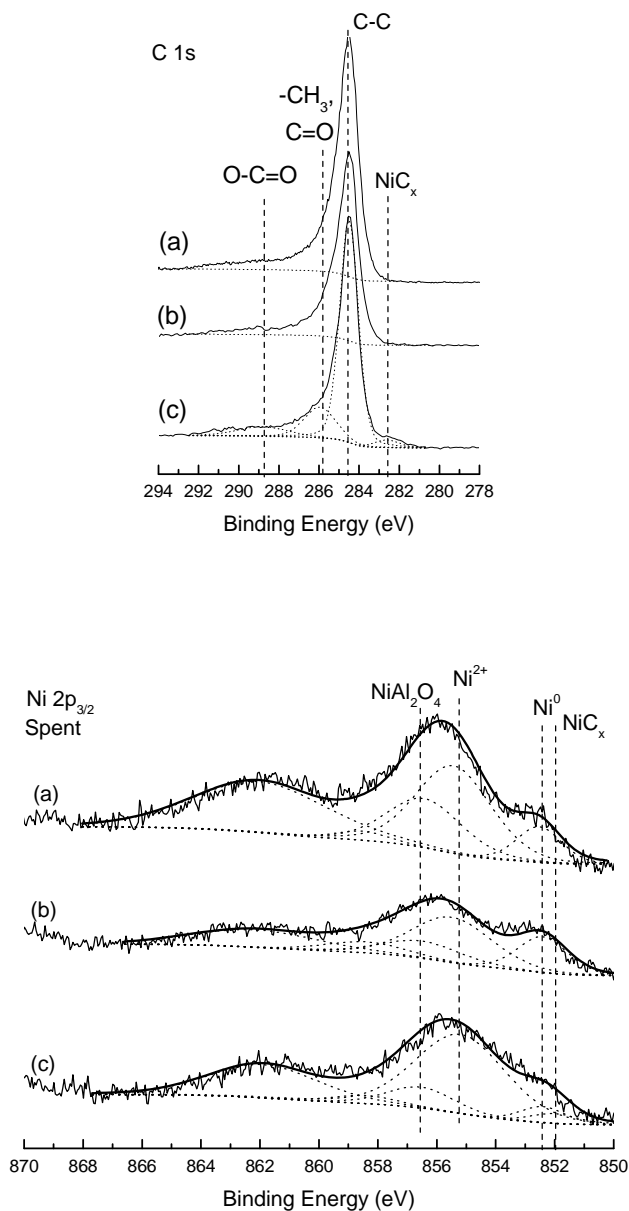 C 1s
C-C
-CH₃,
C=O
O-C=O
NiCₓ
(a)
(b)
(c)
294 292 290 288 286 284 282 280 278
Binding Energy (eV)
Ni 2p₃/₂
Spent
NiAl₂O₄
Ni²⁺
Ni⁰
NiCₓ
(a)
(b)
(c)
870 868 866 864 862 860 858 856 854 852 850
Binding Energy (eV)